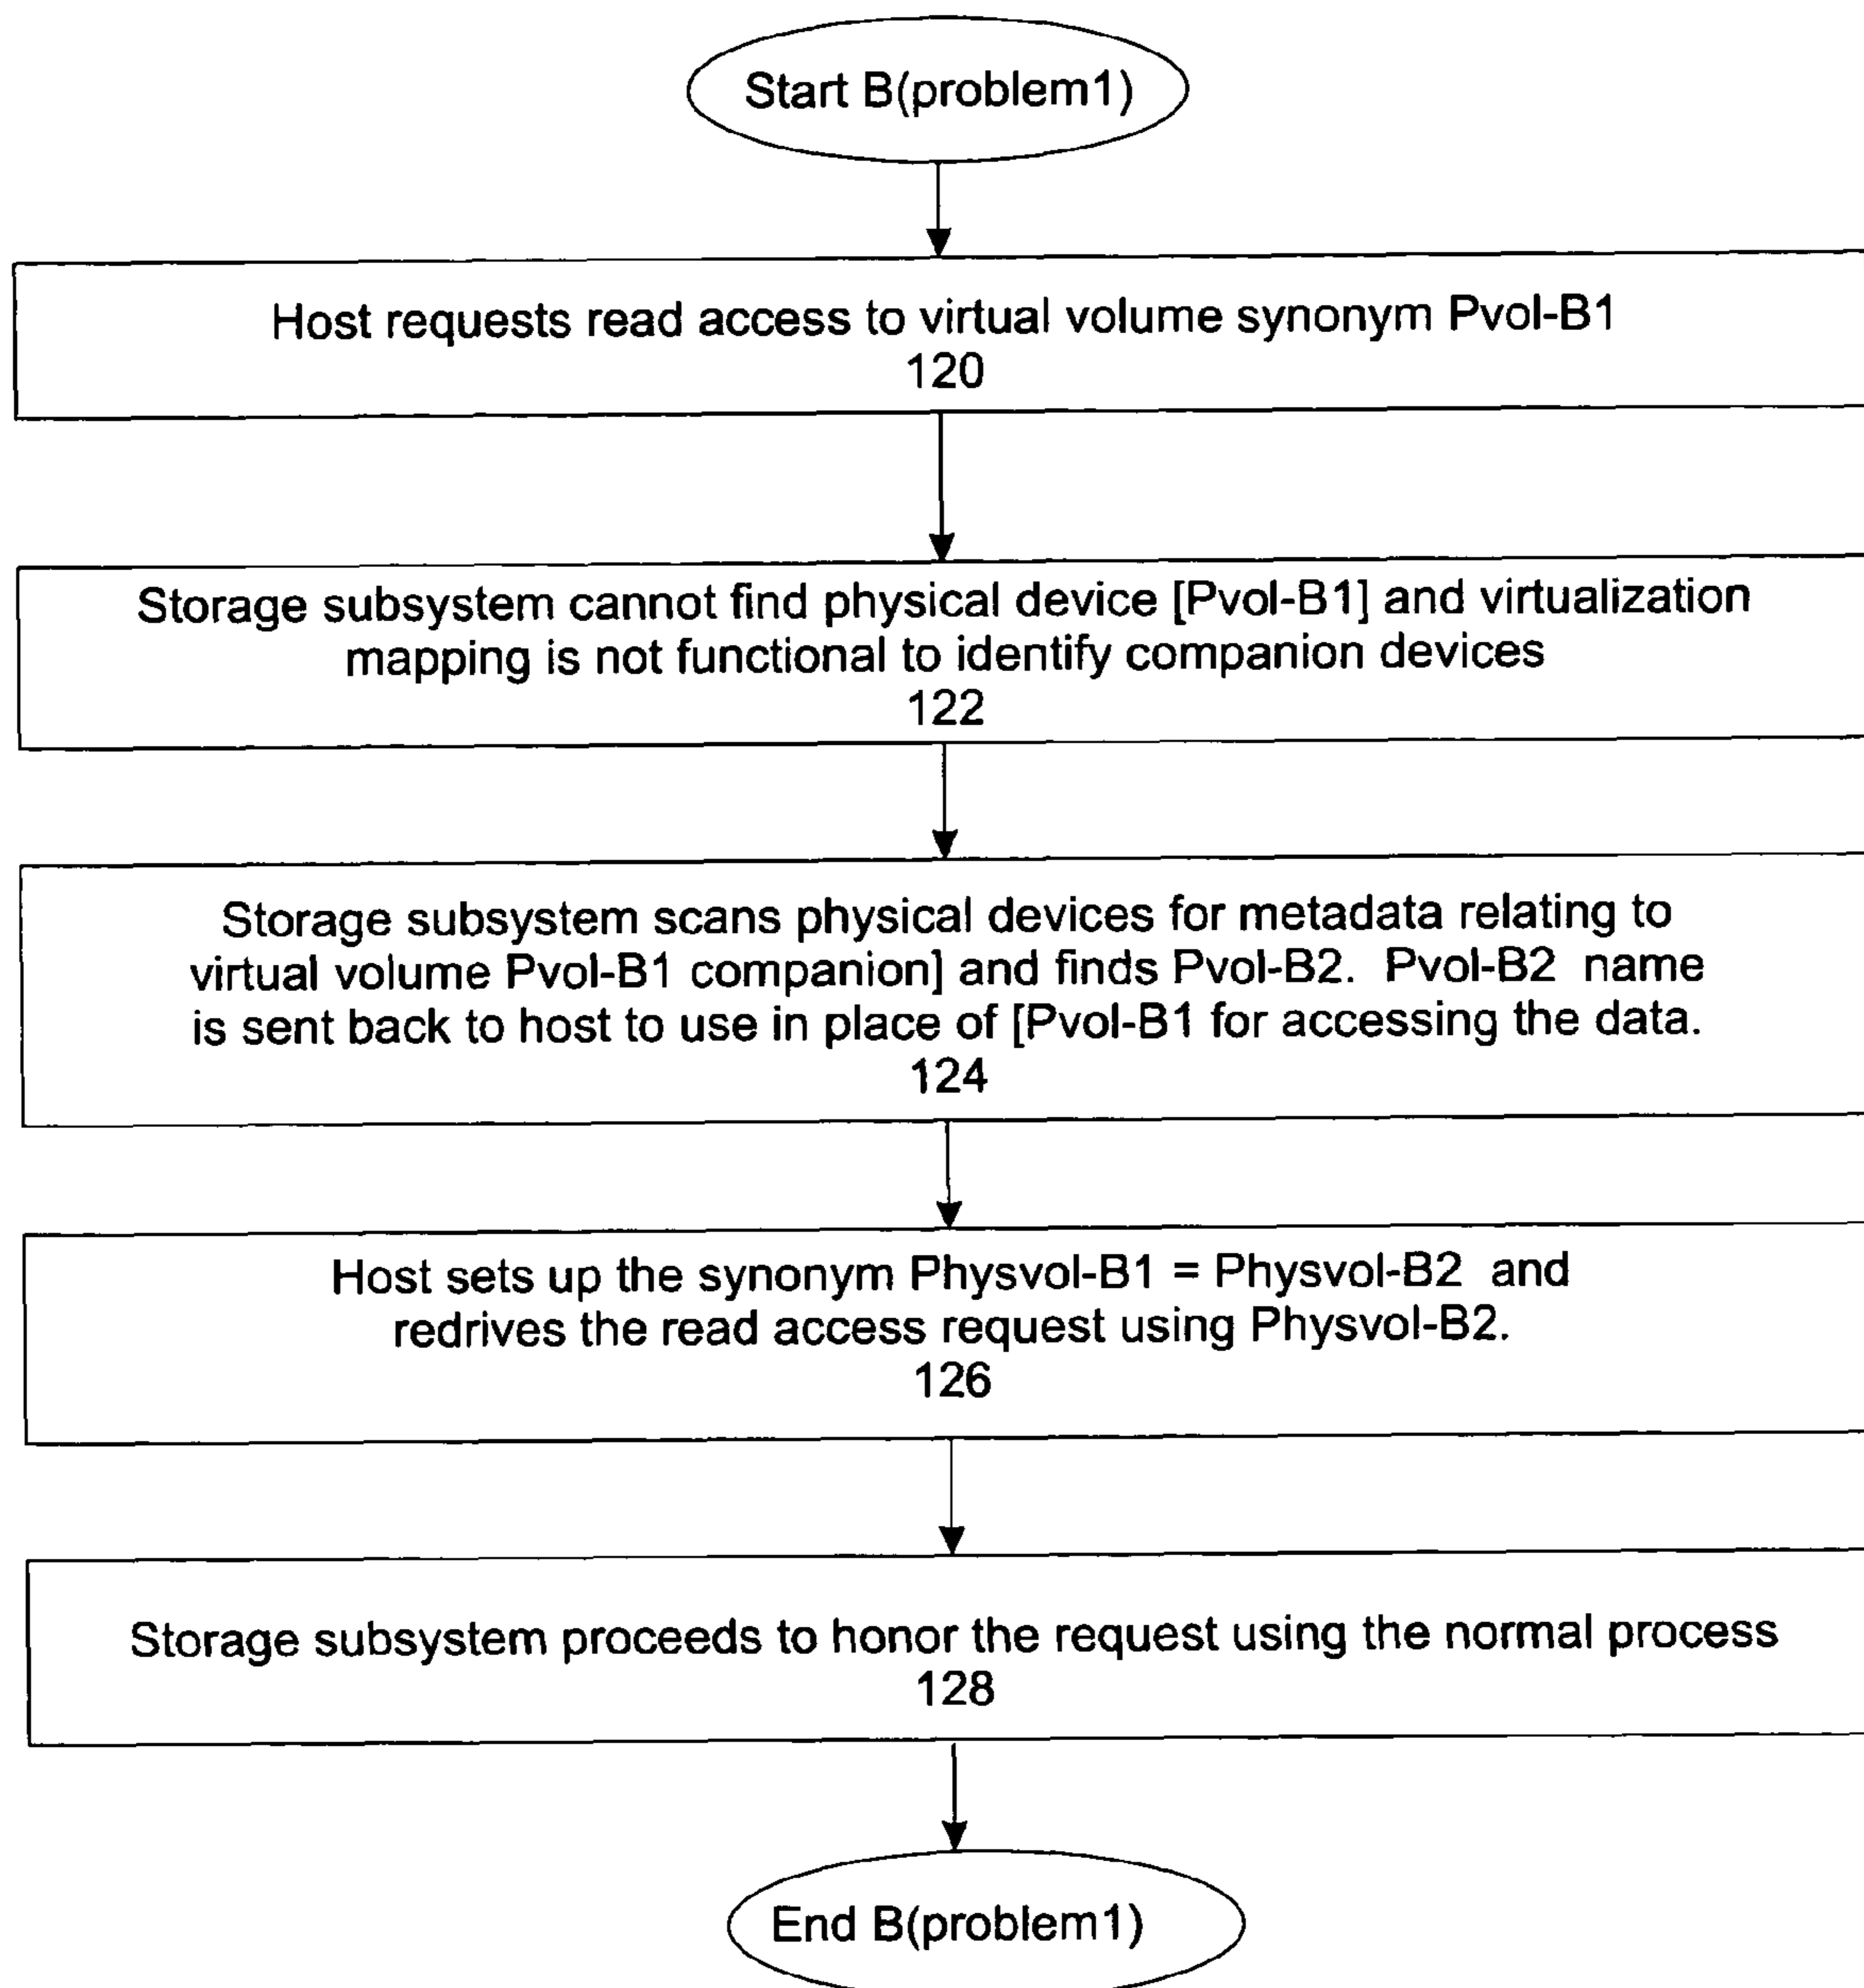 Start B(problem1)
Host requests read access to virtual volume synonym Pvol-B1
120
Storage subsystem cannot find physical device [Pvol-B1] and virtualization
mapping is not functional to identify companion devices
122
Storage subsystem scans physical devices for metadata relating to
virtual volume Pvol-B1 companion] and finds Pvol-B2. Pvol-B2 name
is sent back to host to use in place of [Pvol-B1 for accessing the data.
124
Host sets up the synonym Physvol-B1 = Physvol-B2 and
redrives the read access request using Physvol-B2.
126
Storage subsystem proceeds to honor the request using the normal process
128
End B(problem1)